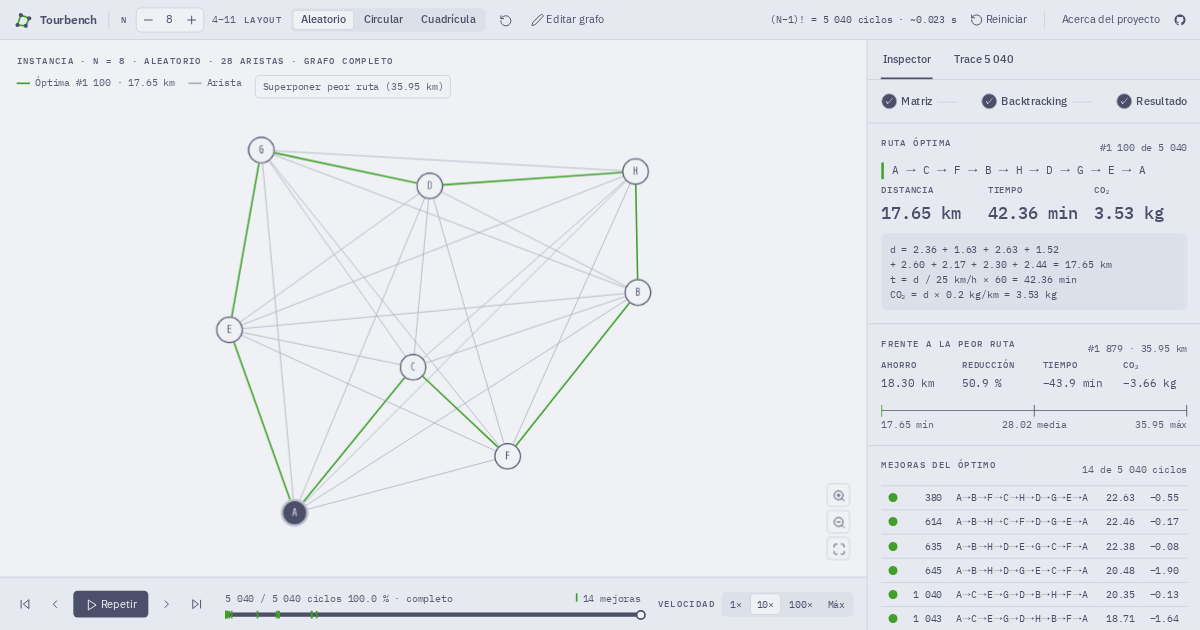 Tourbench N − 8 + 4–11 LAYOUT Aleatorio Circular Cuadrícula Editar grafo (N−1)! = 5 040 ciclos · ~0.023 s Reiniciar Acerca del proyecto
INSTANCIA · N = 8 · ALEATORIO · 28 ARISTAS · GRAFO COMPLETO
Óptima #1 100 · 17.65 km Arista Superponer peor ruta (35.95 km)
G
D
H
B
E
C
F
A
5 040 / 5 040 ciclos 100.0 % · completo 14 mejoras
Repetir
VELOCIDAD 1× 10× 100× Máx
Inspector Trace 5 040
Matriz Backtracking Resultado
RUTA ÓPTIMA #1 100 de 5 040
A → C → F → B → H → D → G → E → A
DISTANCIA TIEMPO CO₂
17.65 km 42.36 min 3.53 kg
d = 2.36 + 1.63 + 2.63 + 1.52
+ 2.60 + 2.17 + 2.30 + 2.44 = 17.65 km
t = d / 25 km/h × 60 = 42.36 min
CO₂ = d × 0.2 kg/km = 3.53 kg
FRENTE A LA PEOR RUTA #1 879 · 35.95 km
AHORRO REDUCCIÓN TIEMPO CO₂
18.30 km 50.9 % −43.9 min −3.66 kg
17.65 mín 28.02 media 35.95 máx
MEJORAS DEL ÓPTIMO 14 de 5 040 ciclos
380 A→B→F→C→H→D→G→E→A 22.63 −0.55
614 A→B→H→C→F→D→G→E→A 22.46 −0.17
635 A→B→H→D→E→G→C→F→A 22.38 −0.08
645 A→B→H→D→G→E→C→F→A 20.48 −1.90
1 040 A→C→E→G→D→B→H→F→A 20.35 −0.13
1 043 A→C→E→G→D→H→B→F→A 18.71 −1.64